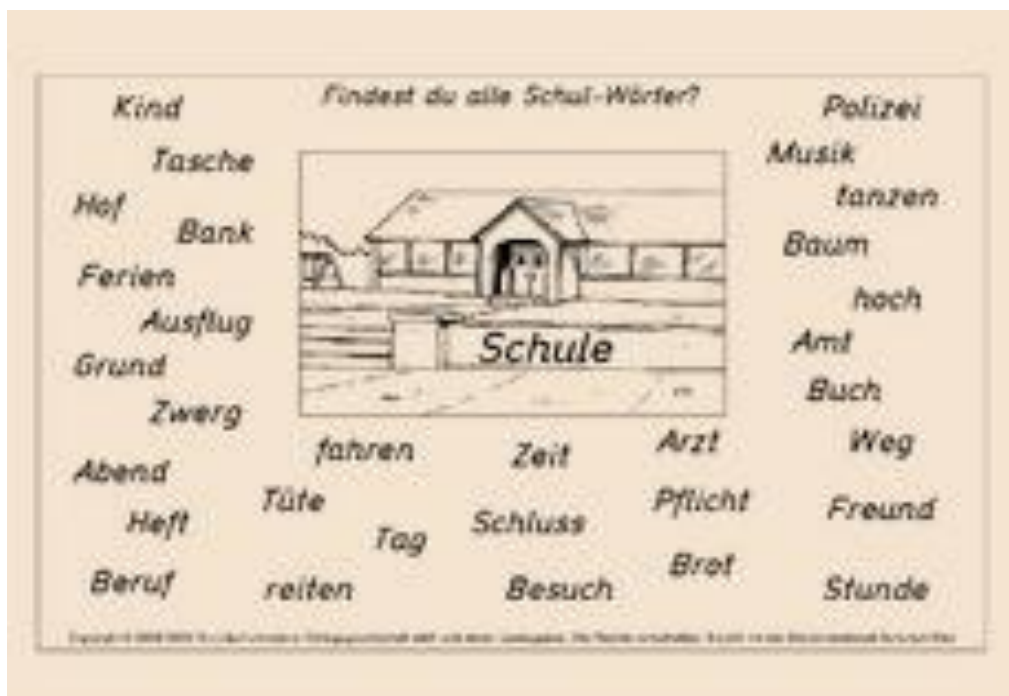 Findest du alle Schul-Wörter?
Kind
Polizei
Tasche
Musik
Hof
tanzen
Bank
Baum
Ferien
hoch
Ausflug
Schule
Amt
Grund
Buch
Zwerg
fahren
Zeit
Arzt
Weg
Abend
Tüte
Pflicht
Freund
Heft
Tag
Schluss
Brot
Beruf
reiten
Besuch
Stunde